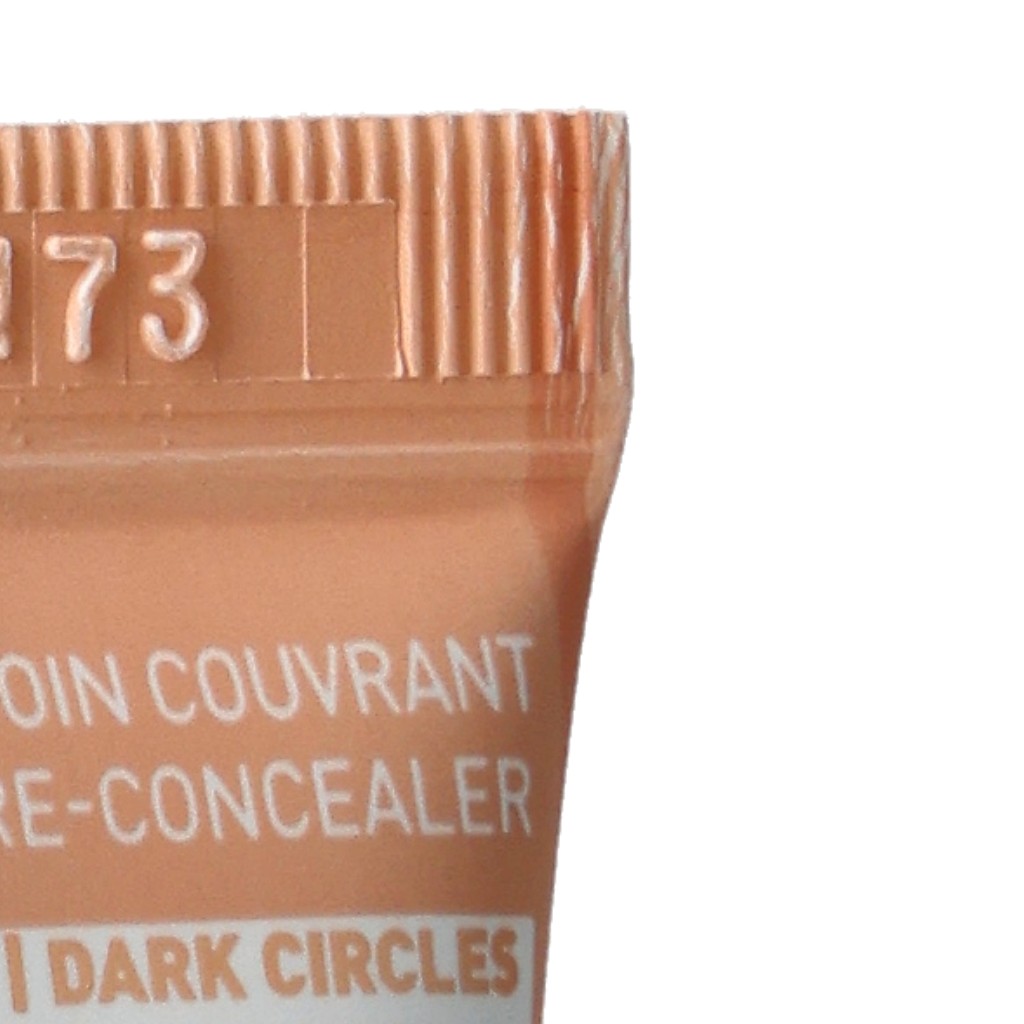 73
OIN COUVRANT
RE-CONCEALER
| DARK CIRCLES